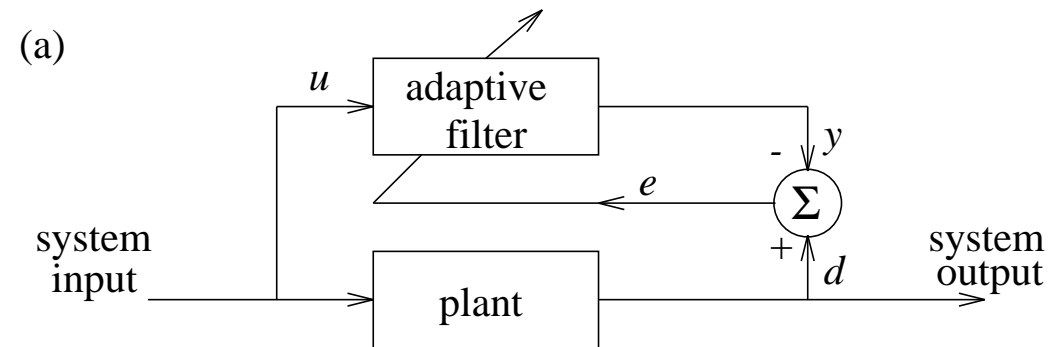 (a)
u
adaptive
filter
-
y
e
Σ
system
input
+
system
output
d
plant